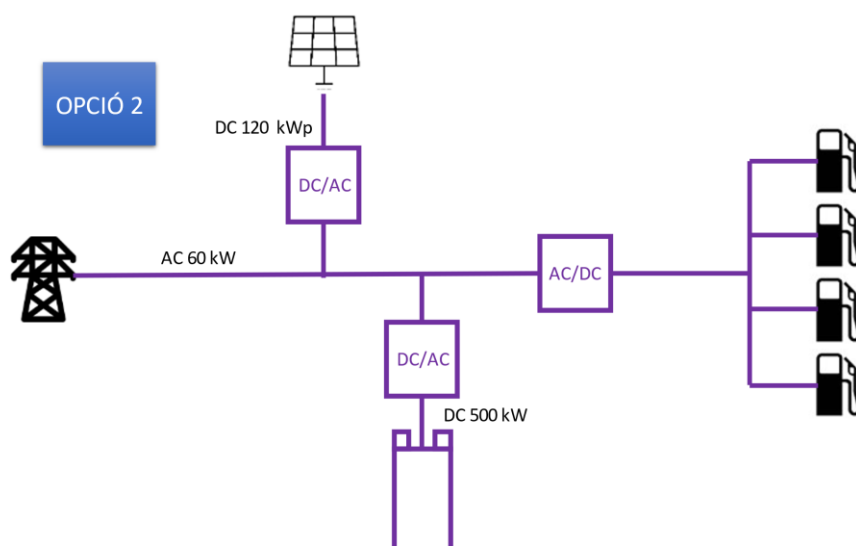 OPCIÓ 2
DC 120 kWp
DC/AC
AC 60 kW
AC/DC
DC/AC
DC 500 kW